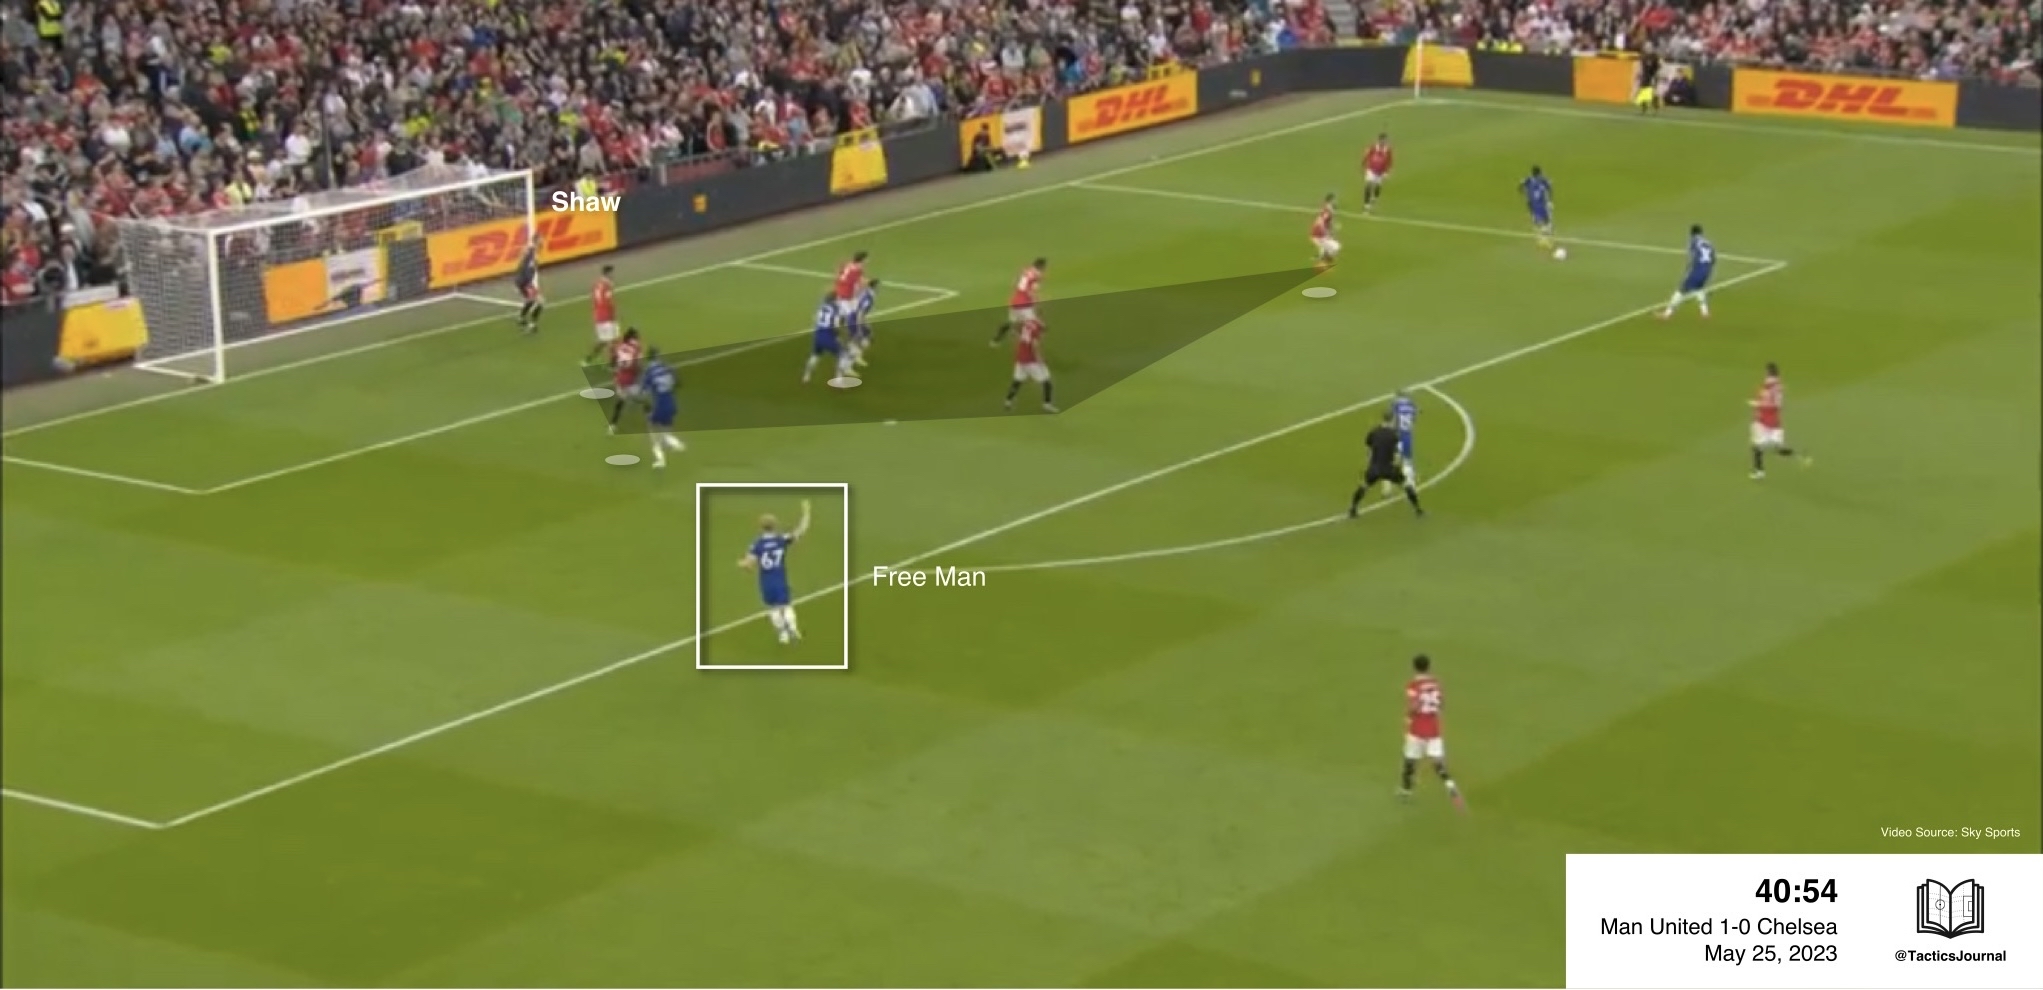 DHL
DHL
DHL
Shaw
67
Free Man
25
Video Source: Sky Sports
40:54
Man United 1-0 Chelsea
May 25, 2023
@TacticsJournal